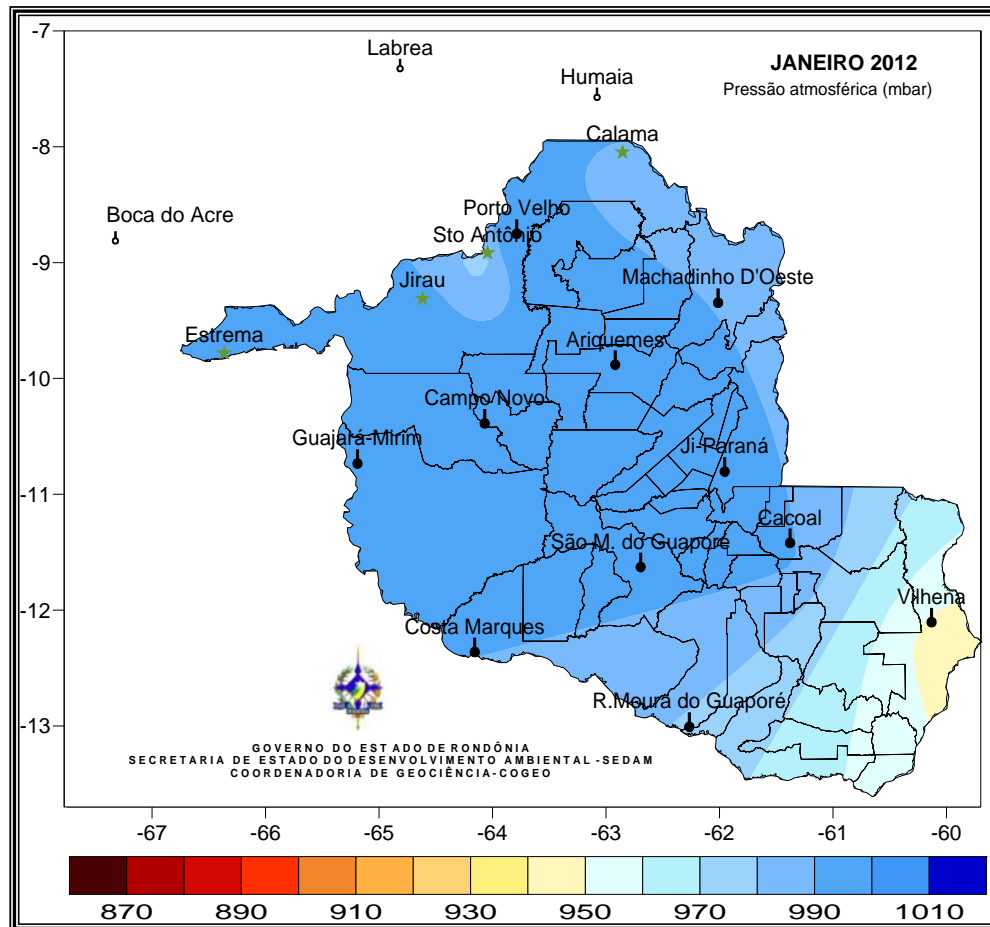 -7
Labrea
JANEIRO 2012
Humaia
Pressão atmosférica (mbar)
Calama
-8
Boca do Acre
Porto Velho
Sto Antônio
-9
Jirau
Machadinho D'Oeste
Estrema
Ariquemes
-10
Campo Novo
Guajará-Mirim
Ji-Paraná
-11
Cacoal
São M. do Guaporé
-12
Vilhena
Costa Marques
R.Moura do Guaporé
-13
GOVERNO DO ESTADO DE RONDÔNIA
SECRETARIA DE ESTADO DO DESENVOLVIMENTO AMBIENTAL -SEDAM
COORDENADORIA DE GEOCIÊNCIA-COGEO
-67 -66 -65 -64 -63 -62 -61 -60
870 890 910 930 950 970 990 1010